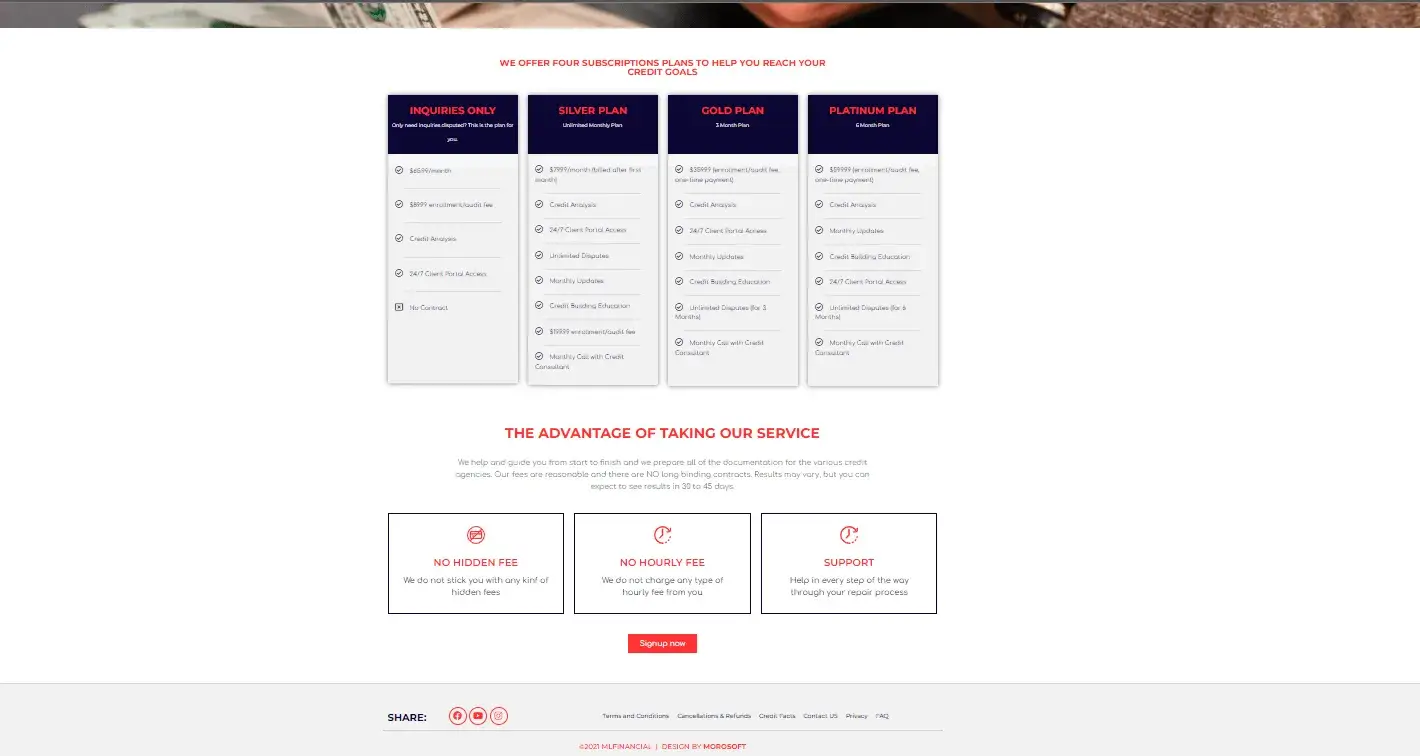 WE OFFER FOUR SUBSCRIPTIONS PLANS TO HELP YOU REACH YOUR
CREDIT GOALS
INQUIRIES ONLY
Only need inquiries disputed? This is the plan for
you.
$65.99/month
$89.99 enrollment/audit fee
Credit Analysis
24/7 Client Portal Access
No Contract
SILVER PLAN
Unlimited Monthly Plan
$79.99/month (billed after first
month)
Credit Analysis
24/7 Client Portal Access
Unlimited Disputes
Monthly Updates
Credit Building Education
$199.99 enrollment/audit fee
Monthly Call with Credit
Consultant
GOLD PLAN
3 Month Plan
$359.99 (enrollment/audit fee,
one-time payment)
Credit Analysis
24/7 Client Portal Access
Monthly Updates
Credit Building Education
Unlimited Disputes (for 3
Months)
Monthly Call with Credit
Consultant
PLATINUM PLAN
6 Month Plan
$599.99 (enrollment/audit fee,
one-time payment)
Credit Analysis
Monthly Updates
Credit Building Education
24/7 Client Portal Access
Unlimited Disputes (for 6
Months)
Monthly Call with Credit
Consultant
THE ADVANTAGE OF TAKING OUR SERVICE
We help and guide you from start to finish and we prepare all of the documentation for the various credit
agencies. Our fees are reasonable and there are NO long binding contracts. Results may vary, but you can
expect to see results in 30 to 45 days.
NO HIDDEN FEE
We do not stick you with any kinf of
hidden fees
NO HOURLY FEE
We do not charge any type of
hourly fee from you
SUPPORT
Help in every step of the way
through your repair process
Signup now
SHARE:
Terms and Conditions Cancellations & Refunds Credit Facts Contact US Privacy FAQ
©2021 MLFINANCIAL | DESIGN BY MOROSOFT